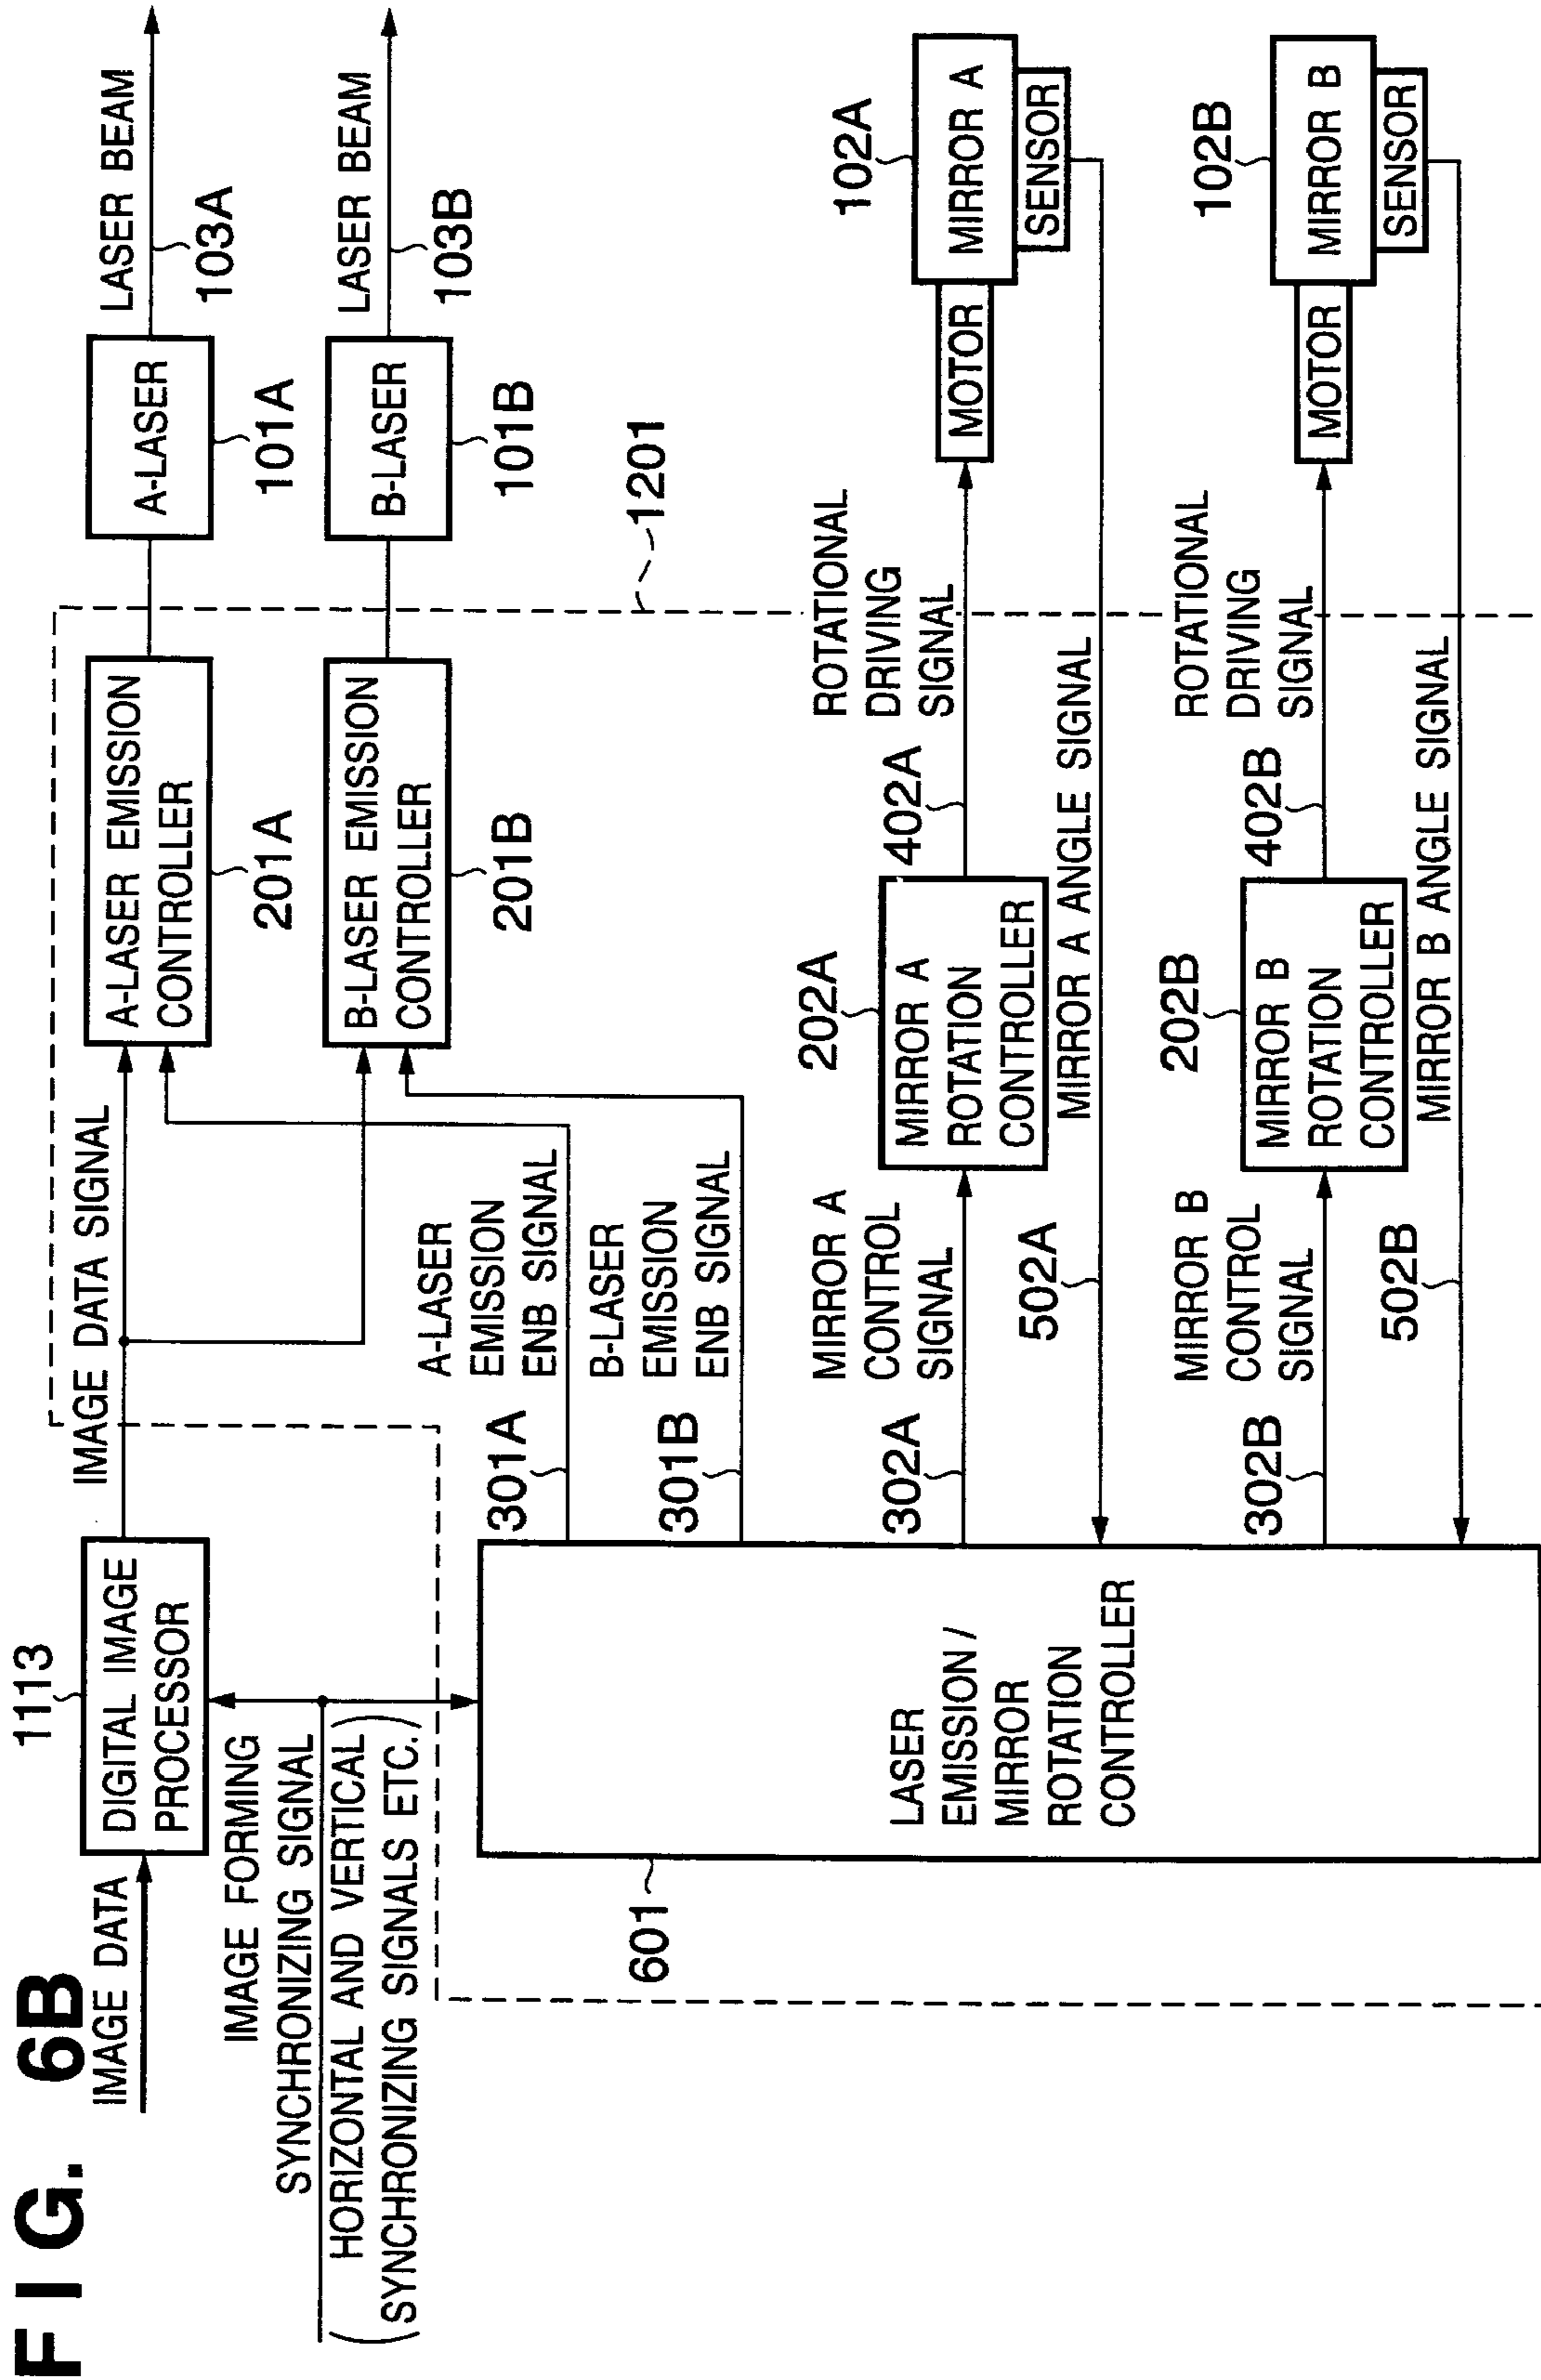 FIG. 6B
IMAGE DATA
1113
DIGITAL IMAGE
PROCESSOR
IMAGE DATA SIGNAL
A-LASER EMISSION
CONTROLLER
201A
A-LASER
101A
LASER BEAM
103A
IMAGE FORMING
SYNCHRONIZING SIGNAL
(HORIZONTAL AND VERTICAL
SYNCHRONIZING SIGNALS ETC.)
B-LASER EMISSION
CONTROLLER
201B
B-LASER
101B
LASER BEAM
103B
1201
601
LASER
EMISSION /
MIRROR
ROTATION
CONTROLLER
301A
A-LASER
EMISSION
ENB SIGNAL
301B
B-LASER
EMISSION
ENB SIGNAL
302A
MIRROR A
CONTROL
SIGNAL
202A
MIRROR A
ROTATION
CONTROLLER
402A
ROTATIONAL
DRIVING
SIGNAL
MOTOR
102A
MIRROR A
SENSOR
502A
MIRROR A ANGLE SIGNAL
302B
MIRROR B
CONTROL
SIGNAL
202B
MIRROR B
ROTATION
CONTROLLER
402B
ROTATIONAL
DRIVING
SIGNAL
MOTOR
102B
MIRROR B
SENSOR
502B
MIRROR B ANGLE SIGNAL